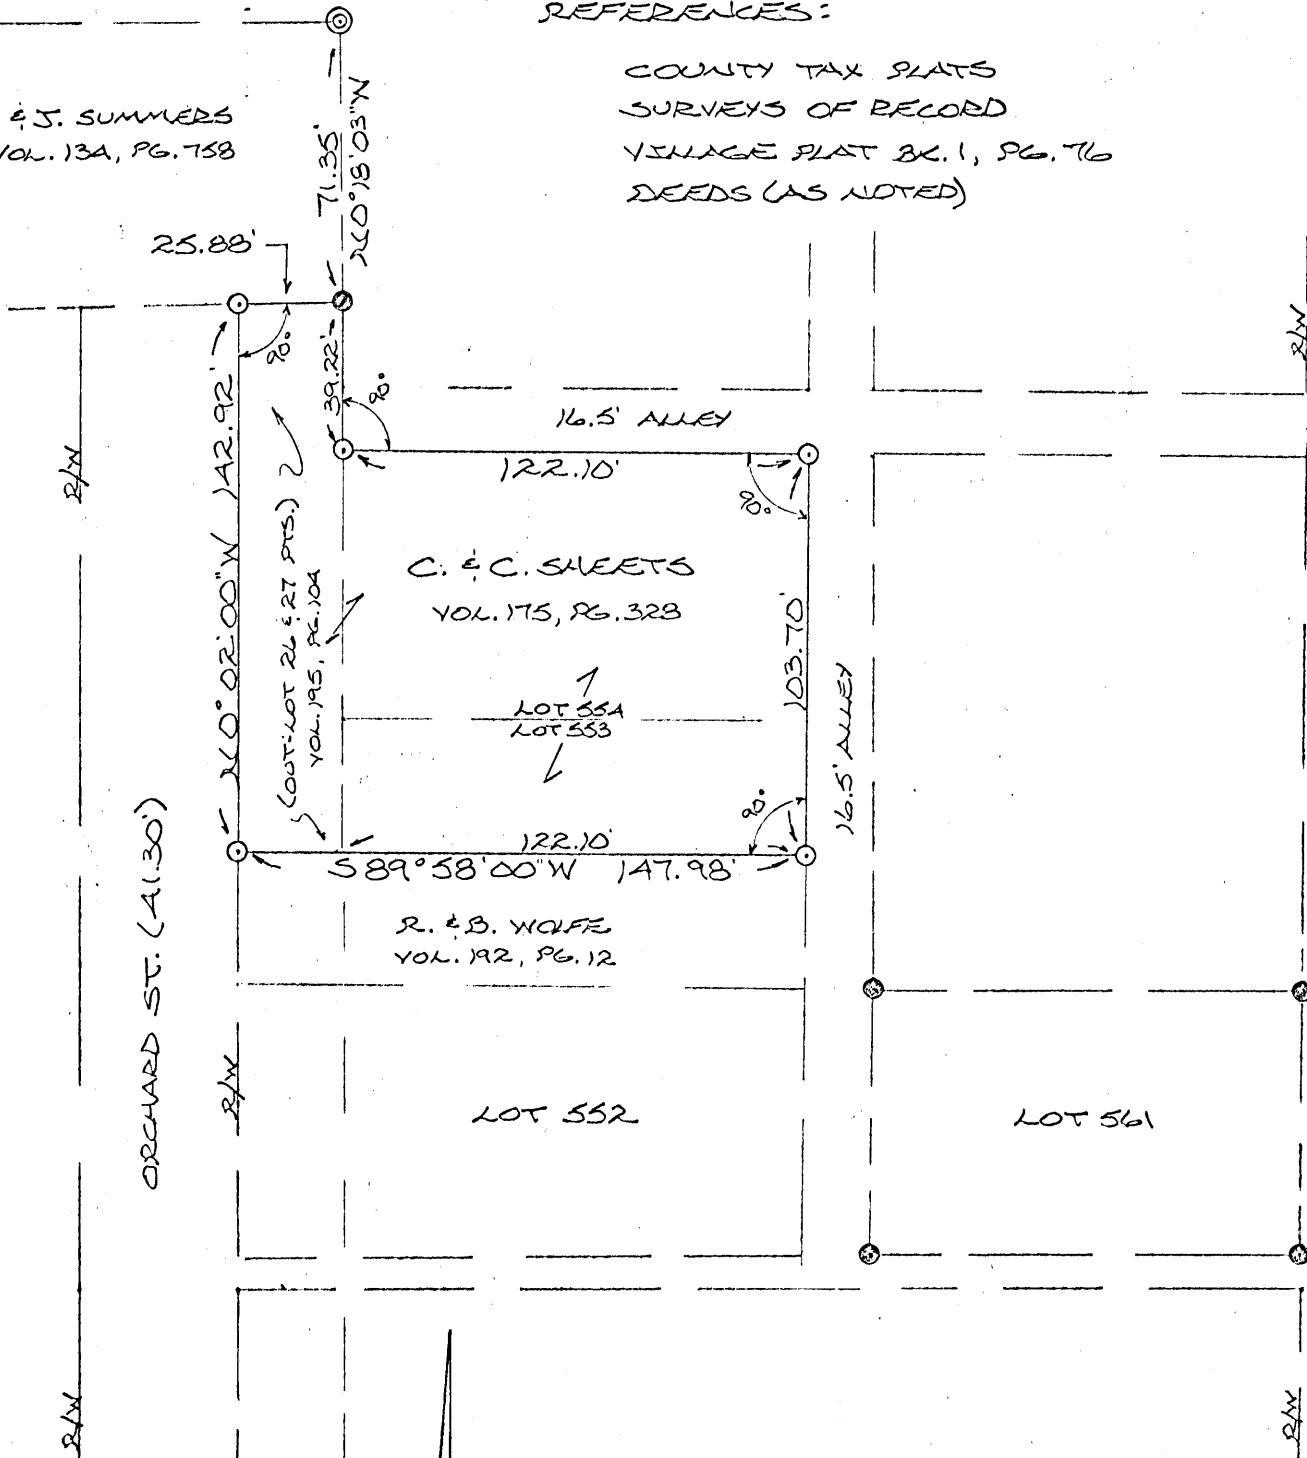 REFERENCES:
COUNTY TAX PLATS
SURVEYS OF RECORD
VILLAGE PLAT BK. 1, PG. 76
DEEDS (AS NOTED)
& J. SUMMERS
VOL. 134, PG. 758
71.35'
N0°18'03"W
25.88'
90°
39.22'
90°
R/W
R/W
16.5' ALLEY
122.10'
90°
N0°02'00"W 142.92'
(OUT-LOT 26 & 27 PTS.)
VOL. 195, PG. 104
C. & C. SHEETS
VOL. 175, PG. 328
103.70'
16.5' ALLEY
LOT 554
LOT 553
90°
122.10'
S89°58'00"W 147.98'
ORCHARD ST. (41.30')
R. & B. WOLFE
VOL. 192, PG. 12
R/W
LOT 552
LOT 561
R/W
R/W